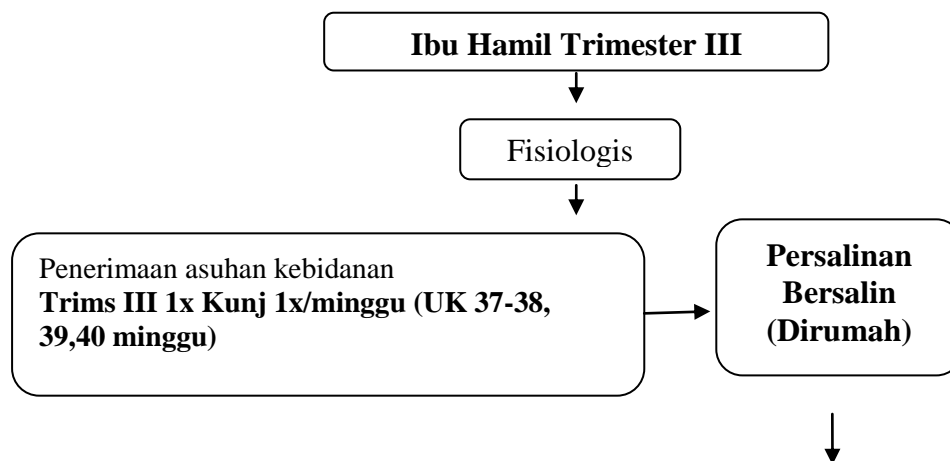 Ibu Hamil Trimester III
Fisiologis
Penerimaan asuhan kebidanan
Trims III 1x Kunj 1x/minggu (UK 37-38,
39,40 minggu)
Persalinan
Bersalin
(Dirumah)